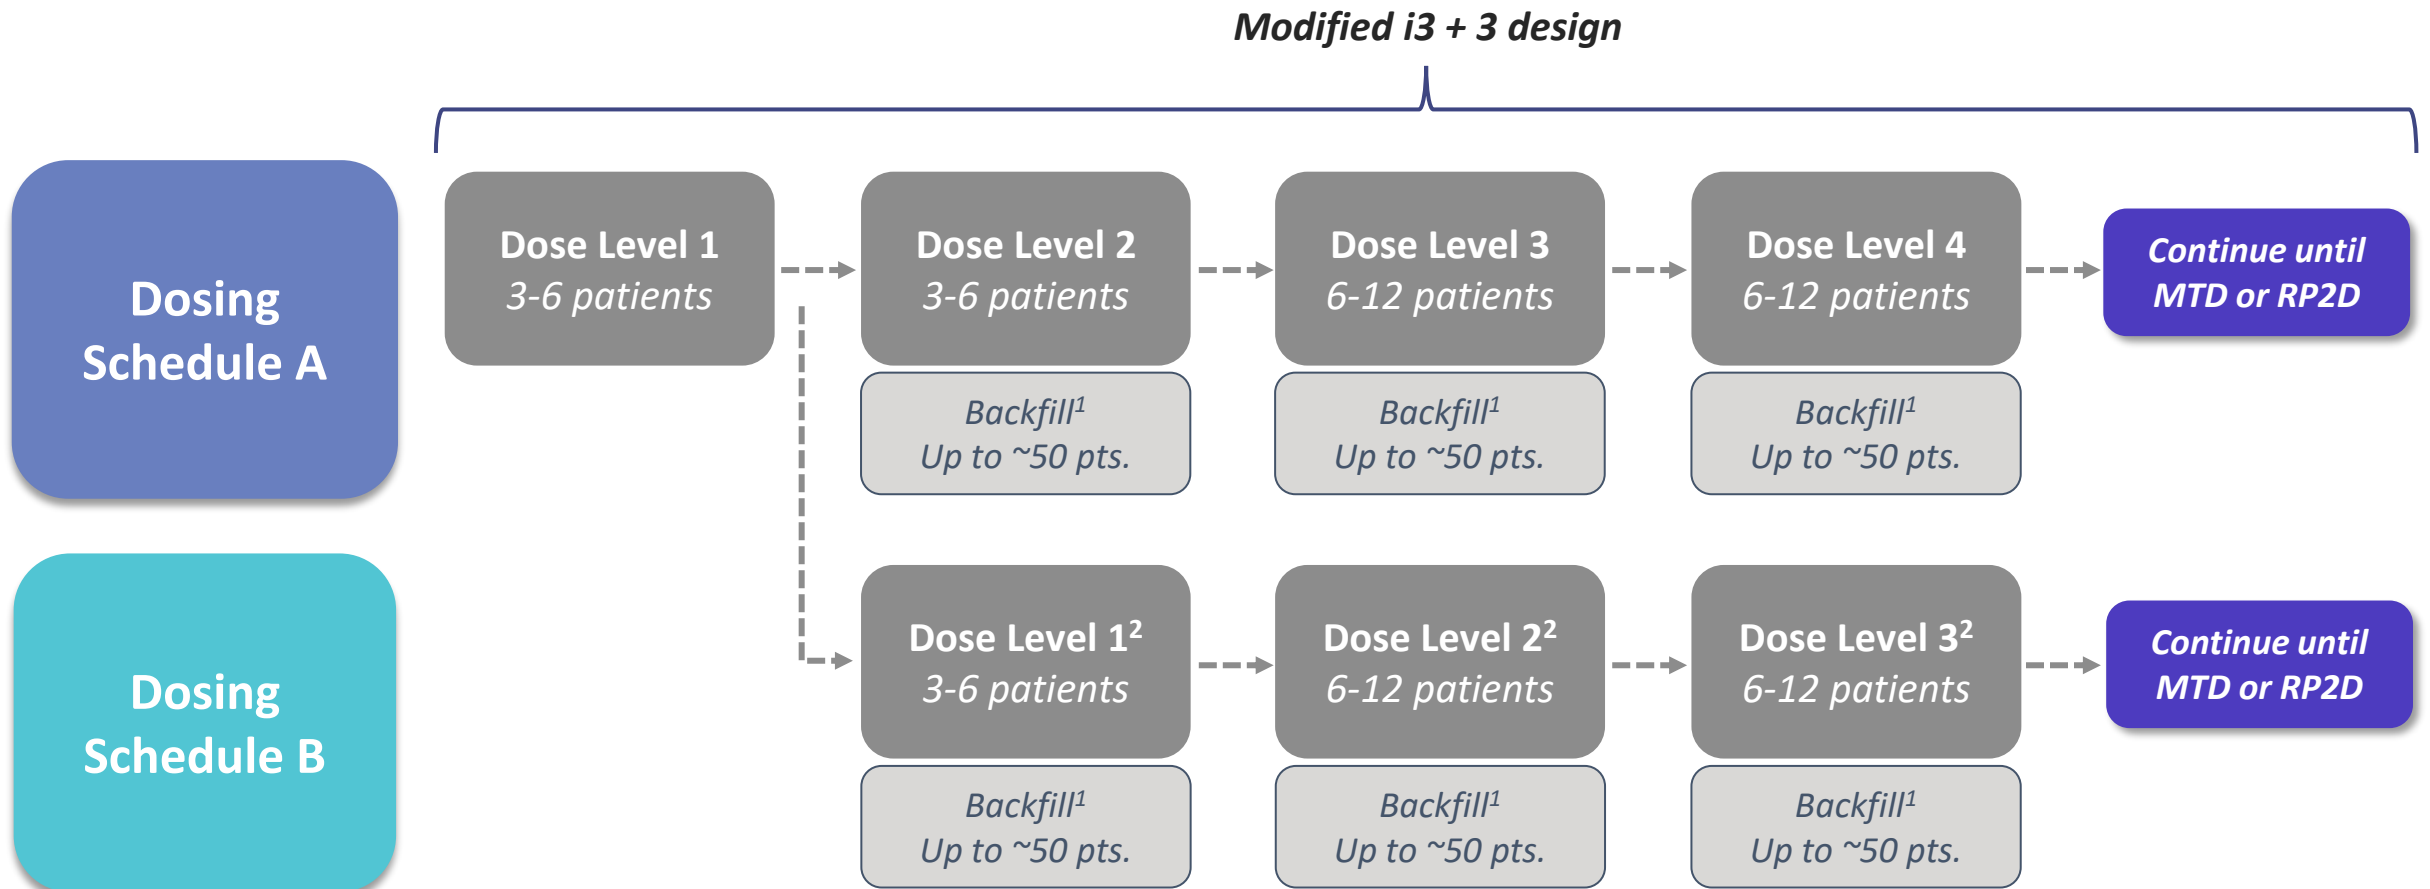 Modified i3 + 3 design
Dosing
Schedule A
Dose Level 1
3-6 patients
Dose Level 2
3-6 patients
Dose Level 3
6-12 patients
Dose Level 4
6-12 patients
Continue until
MTD or RP2D
Backfill¹
Up to ~50 pts.
Backfill¹
Up to ~50 pts.
Backfill¹
Up to ~50 pts.
Dosing
Schedule B
Dose Level 1²
3-6 patients
Dose Level 2²
6-12 patients
Dose Level 3²
6-12 patients
Continue until
MTD or RP2D
Backfill¹
Up to ~50 pts.
Backfill¹
Up to ~50 pts.
Backfill¹
Up to ~50 pts.